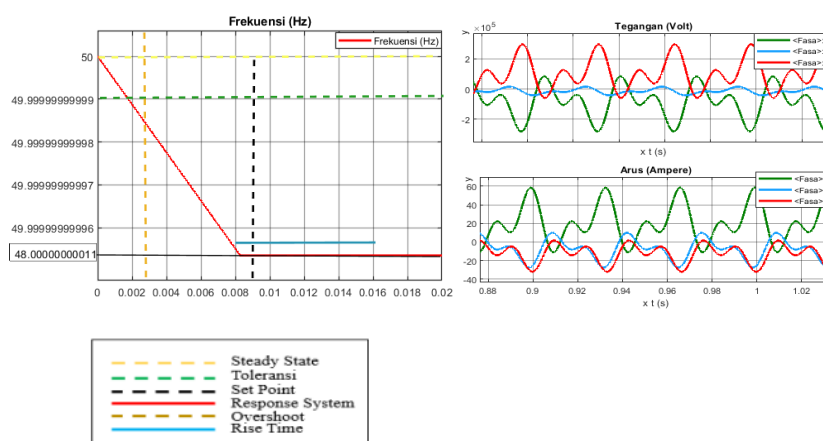 Frekuensi (Hz)
Frekuensi (Hz)
50
49.99999999999
49.99999999998
49.99999999997
49.99999999996
48.00000000011
0 0.002 0.004 0.006 0.008 0.01 0.012 0.014 0.016 0.018 0.02
Tegangan (Volt)
×10⁵
y
2
0
-2
<Fasa>
<Fasa>
<Fasa>
x t (s)
Arus (Ampere)
y
60
40
20
0
-20
-40
<Fasa>
<Fasa>
<Fasa>
0.88 0.9 0.92 0.94 0.96 0.98 1 1.02
x t (s)
Steady State
Toleransi
Set Point
Response System
Overshoot
Rise Time